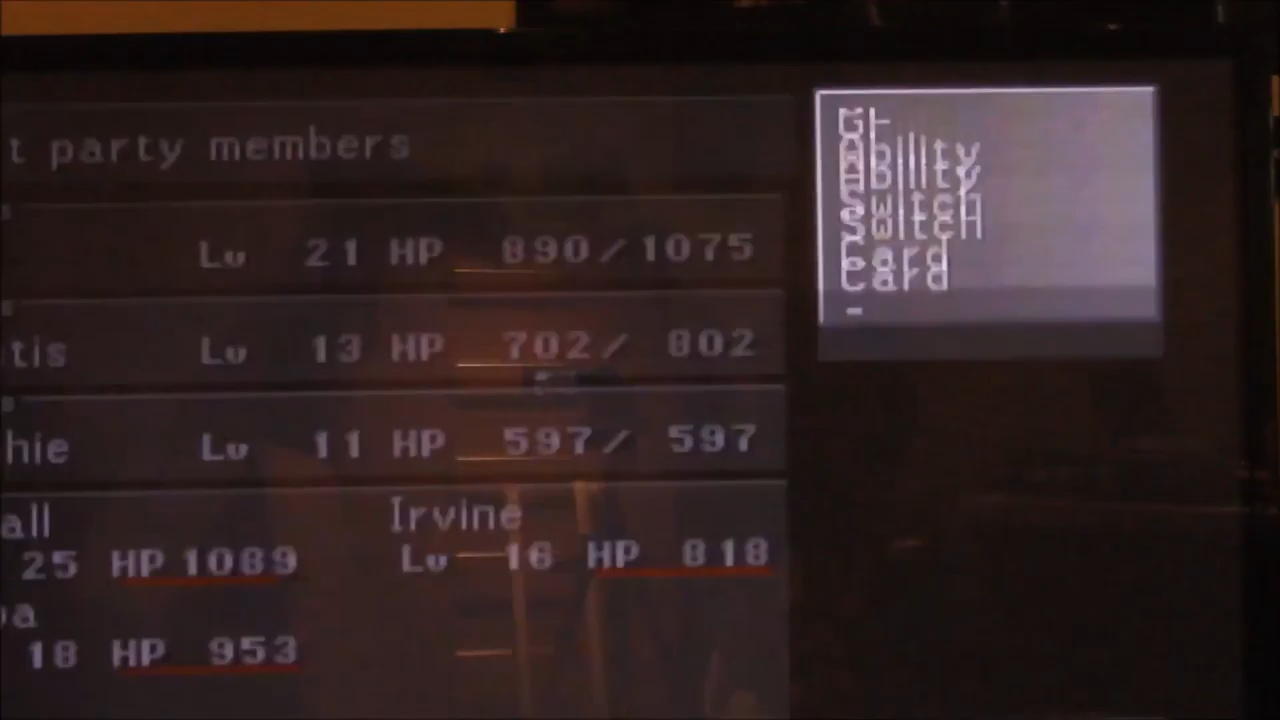 t party members
Lv 21 HP 890/1075
tis Lv 13 HP 702/ 802
hie Lv 11 HP 597/ 597
all Irvine
25 HP 1089 Lv 16 HP 818
pa
18 HP 953
GF
Ability
Switch
Card